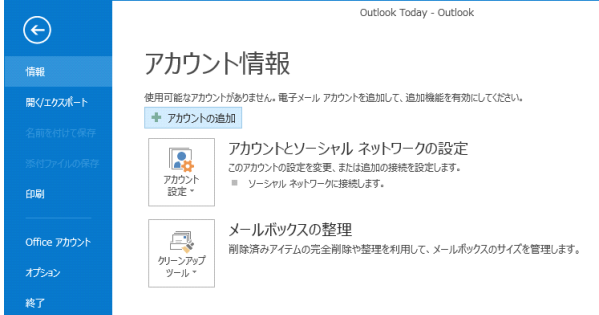 Outlook Today - Outlook
情報
開く/エクスポート
名前を付けて保存
添付ファイルの保存
印刷
Office アカウント
オプション
終了
アカウント情報
使用可能なアカウントがありません。電子メール アカウントを追加して、追加機能を有効にしてください。
アカウントの追加
アカウント
設定
アカウントとソーシャル ネットワークの設定
このアカウントの設定を変更、または追加の接続を設定します。
ソーシャル ネットワークに接続します。
クリーンアップ
ツール
メールボックスの整理
削除済みアイテムの完全削除や整理を利用して、メールボックスのサイズを管理します。